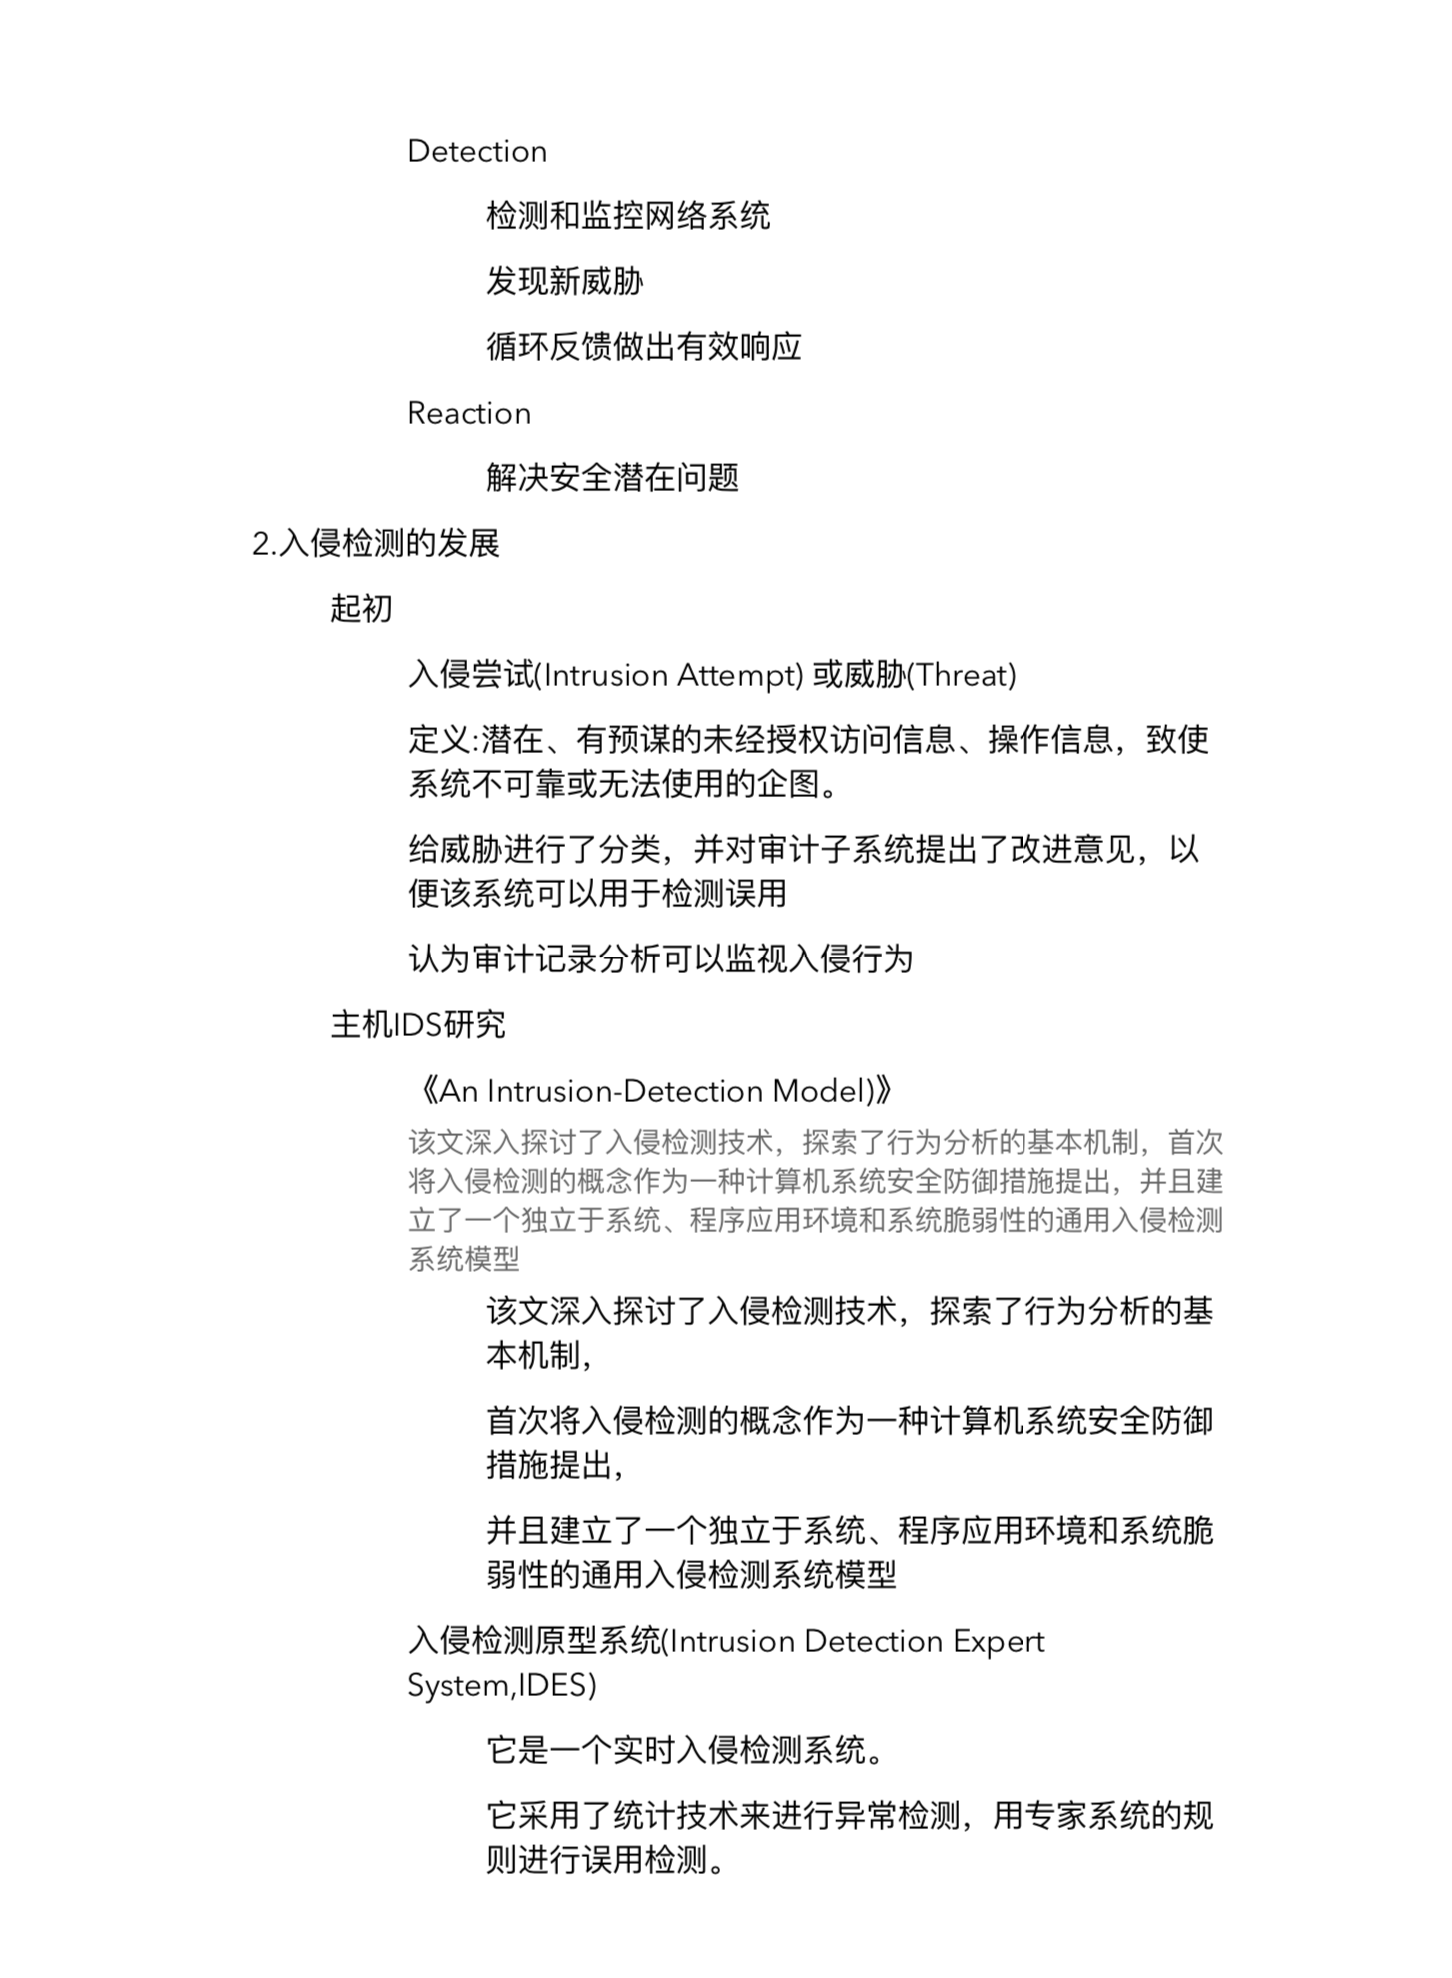 Detection
检测和监控网络系统
发现新威胁
循环反馈做出有效响应
Reaction
解决安全潜在问题
2.入侵检测的发展
起初
入侵尝试(Intrusion Attempt) 或威胁(Threat)
定义:潜在、有预谋的未经授权访问信息、操作信息，致使
系统不可靠或无法使用的企图。
给威胁进行了分类，并对审计子系统提出了改进意见，以
便该系统可以用于检测误用
认为审计记录分析可以监视入侵行为
主机IDS研究
《An Intrusion-Detection Model)》
该文深入探讨了入侵检测技术，探索了行为分析的基本机制，首次
将入侵检测的概念作为一种计算机系统安全防御措施提出，并且建
立了一个独立于系统、程序应用环境和系统脆弱性的通用入侵检测
系统模型
该文深入探讨了入侵检测技术，探索了行为分析的基
本机制，
首次将入侵检测的概念作为一种计算机系统安全防御
措施提出，
并且建立了一个独立于系统、程序应用环境和系统脆
弱性的通用入侵检测系统模型
入侵检测原型系统(Intrusion Detection Expert
System,IDES)
它是一个实时入侵检测系统。
它采用了统计技术来进行异常检测，用专家系统的规
则进行误用检测。